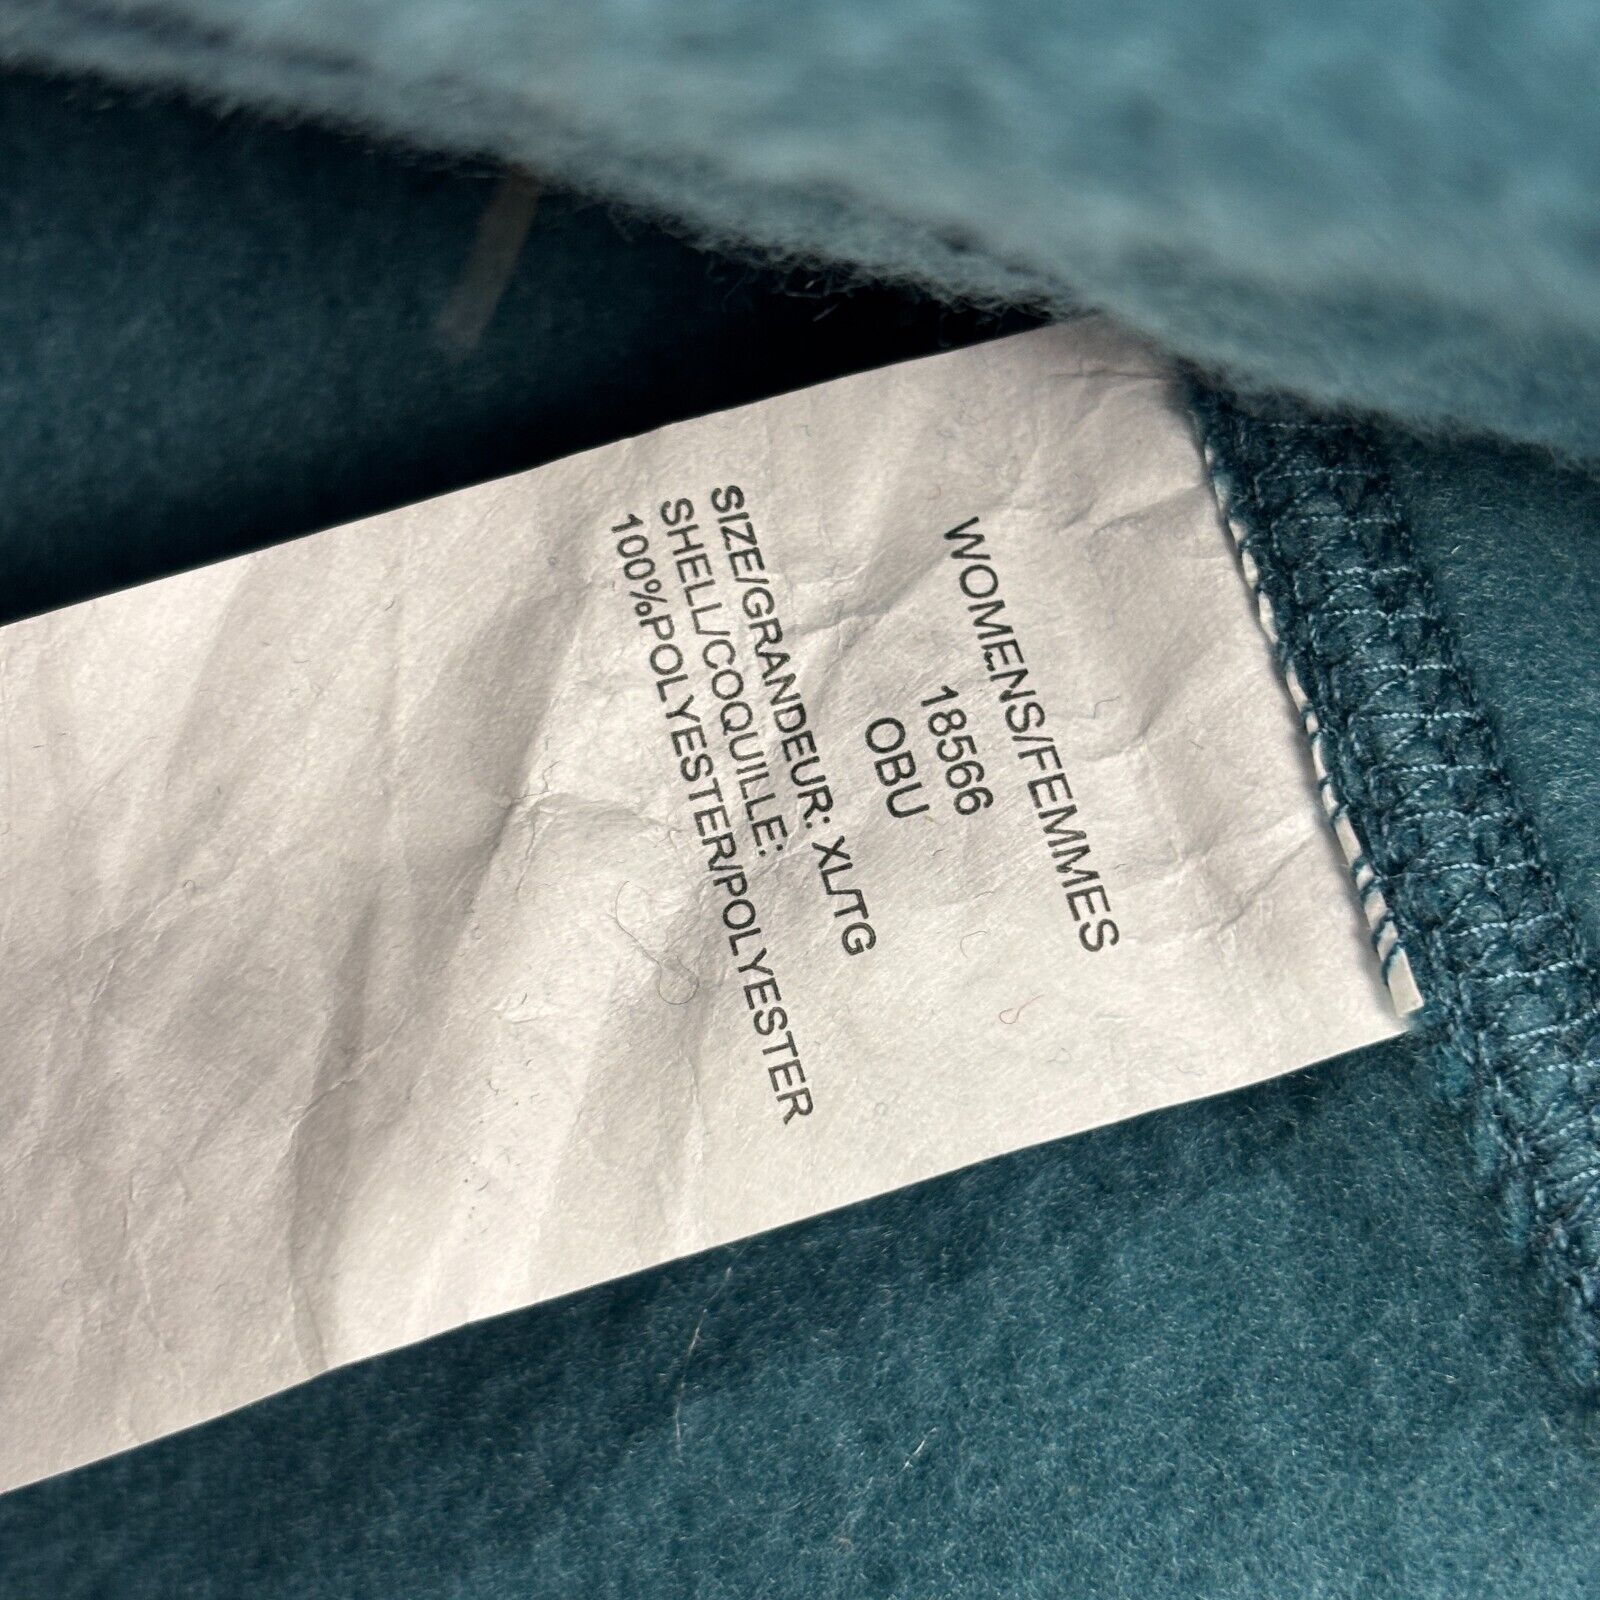 WOMENS/FEMMES
18566
OBU
SIZE/GRANDEUR: XL/TG
SHELL/COQUILLE:
100%POLYESTER/POLYESTER